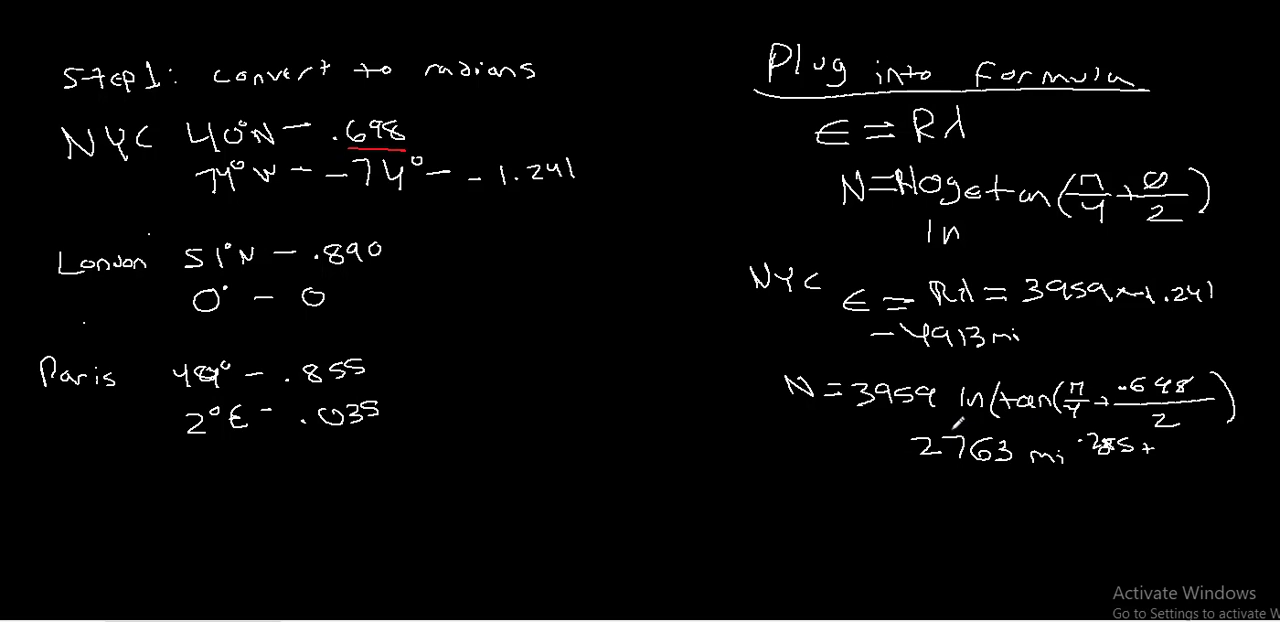 Step 1: convert to radians
NYC 40°N - .698
74°W - -74° - -1.241
London 51°N - .890
0° - 0
Paris 49° - .855
2°E - .035
Plug into Formula
E = Rλ
N = R log e tan(π/4 + Ø/2)
ln
NYC E = Rλ = 3959 x -1.241
-4913 mi
N = 3959 ln(tan(π/4 + .698/2)
2763 mi
Activate Windows
Go to Settings to activate W